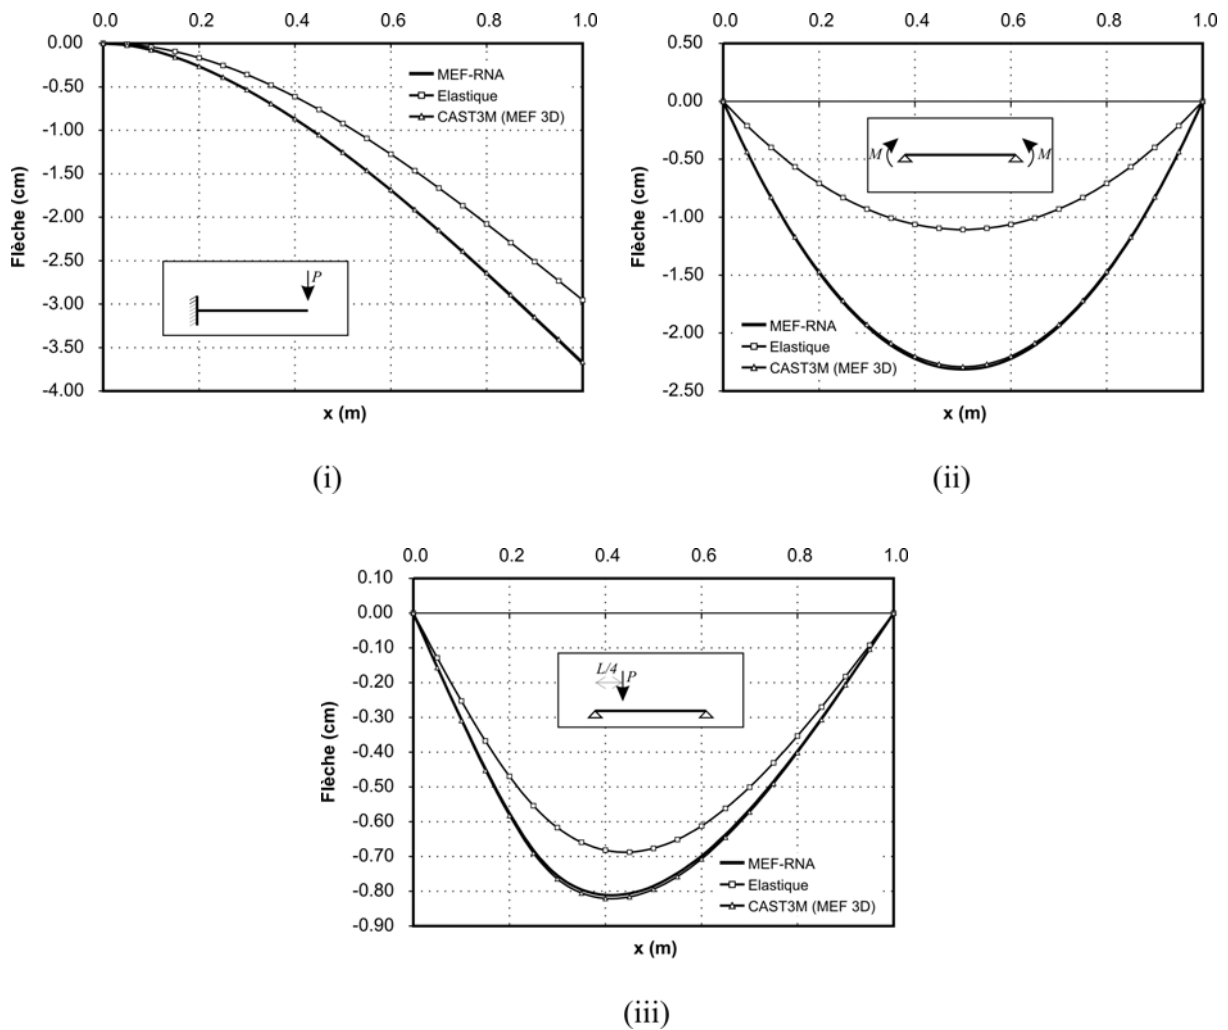 0.0 0.2 0.4 0.6 0.8 1.0
0.00
-0.50
-1.00
-1.50
-2.00
-2.50
-3.00
-3.50
-4.00
Flèche (cm)
MEF-RNA
Elastique
CAST3M (MEF 3D)
P
x (m)
(i)
0.0 0.2 0.4 0.6 0.8 1.0
0.50
0.00
-0.50
-1.00
-1.50
-2.00
-2.50
Flèche (cm)
M M
MEF-RNA
Elastique
CAST3M (MEF 3D)
x (m)
(ii)
0.0 0.2 0.4 0.6 0.8 1.0
0.10
0.00
-0.10
-0.20
-0.30
-0.40
-0.50
-0.60
-0.70
-0.80
-0.90
Flèche (cm)
L/4 P
MEF-RNA
Elastique
CAST3M (MEF 3D)
x (m)
(iii)